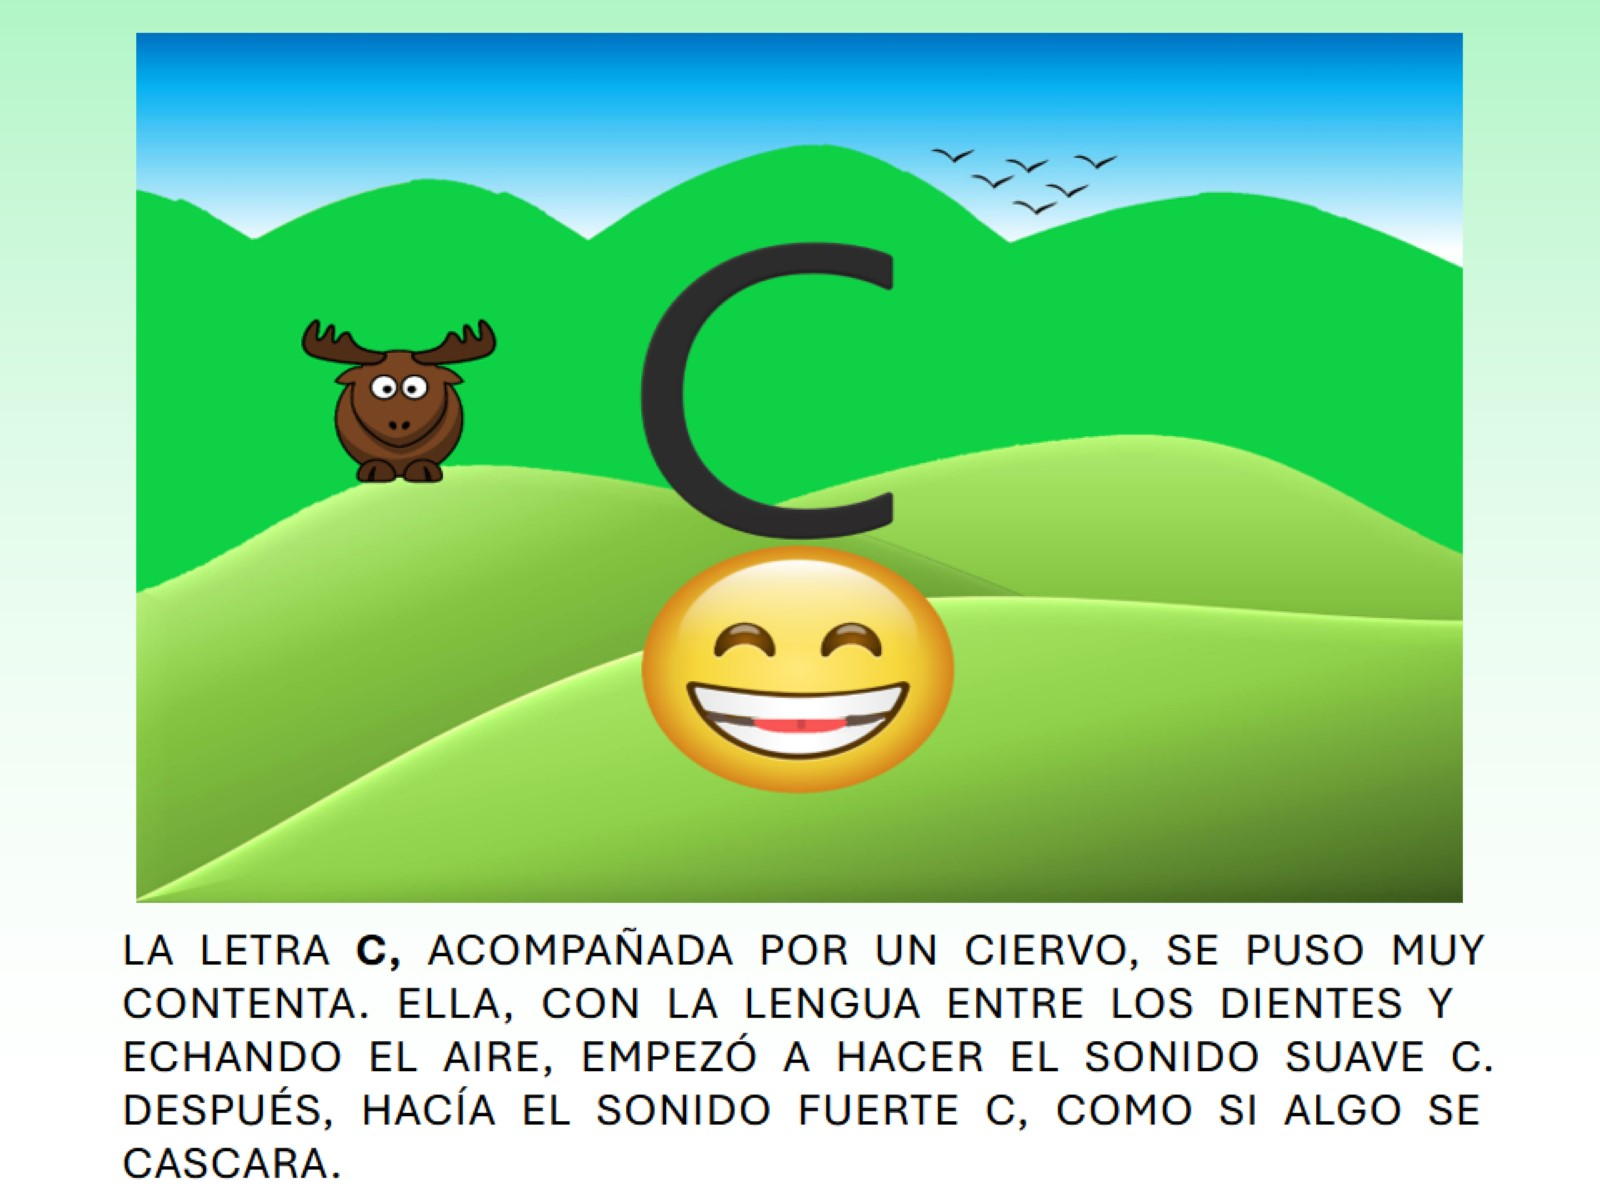 C
LA LETRA C, ACOMPAÑADA POR UN CIERVO, SE PUSO MUY
CONTENTA. ELLA, CON LA LENGUA ENTRE LOS DIENTES Y
ECHANDO EL AIRE, EMPEZÓ A HACER EL SONIDO SUAVE C.
DESPUÉS, HACÍA EL SONIDO FUERTE C, COMO SI ALGO SE
CASCARA.